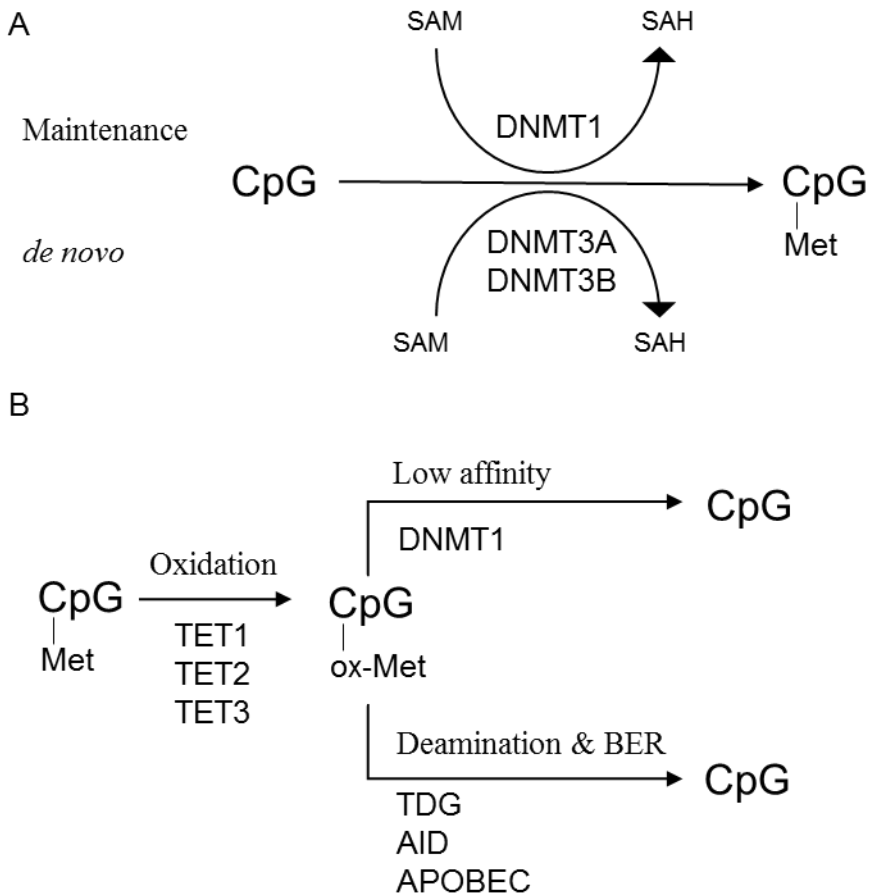 A
SAM SAH
DNMT1
Maintenance
CpG CpG
Met
de novo
DNMT3A
DNMT3B
SAM SAH
B
Low affinity
CpG
DNMT1
Oxidation
CpG CpG
Met ox-Met
TET1
TET2
TET3
Deamination & BER
CpG
TDG
AID
APOBEC